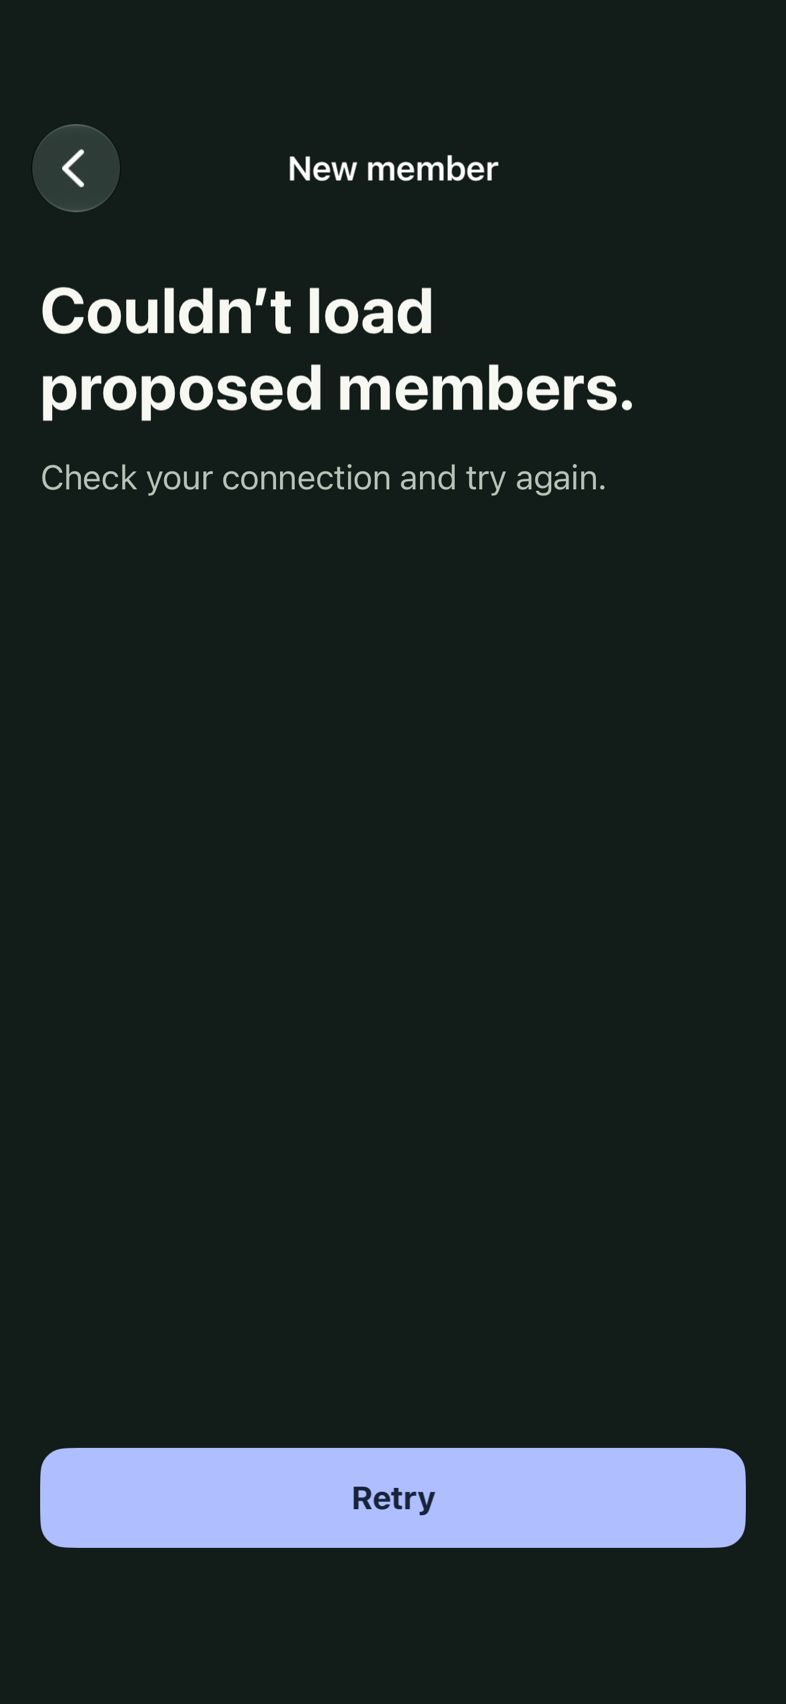 New member
Couldn’t load
proposed members.
Check your connection and try again.
Retry